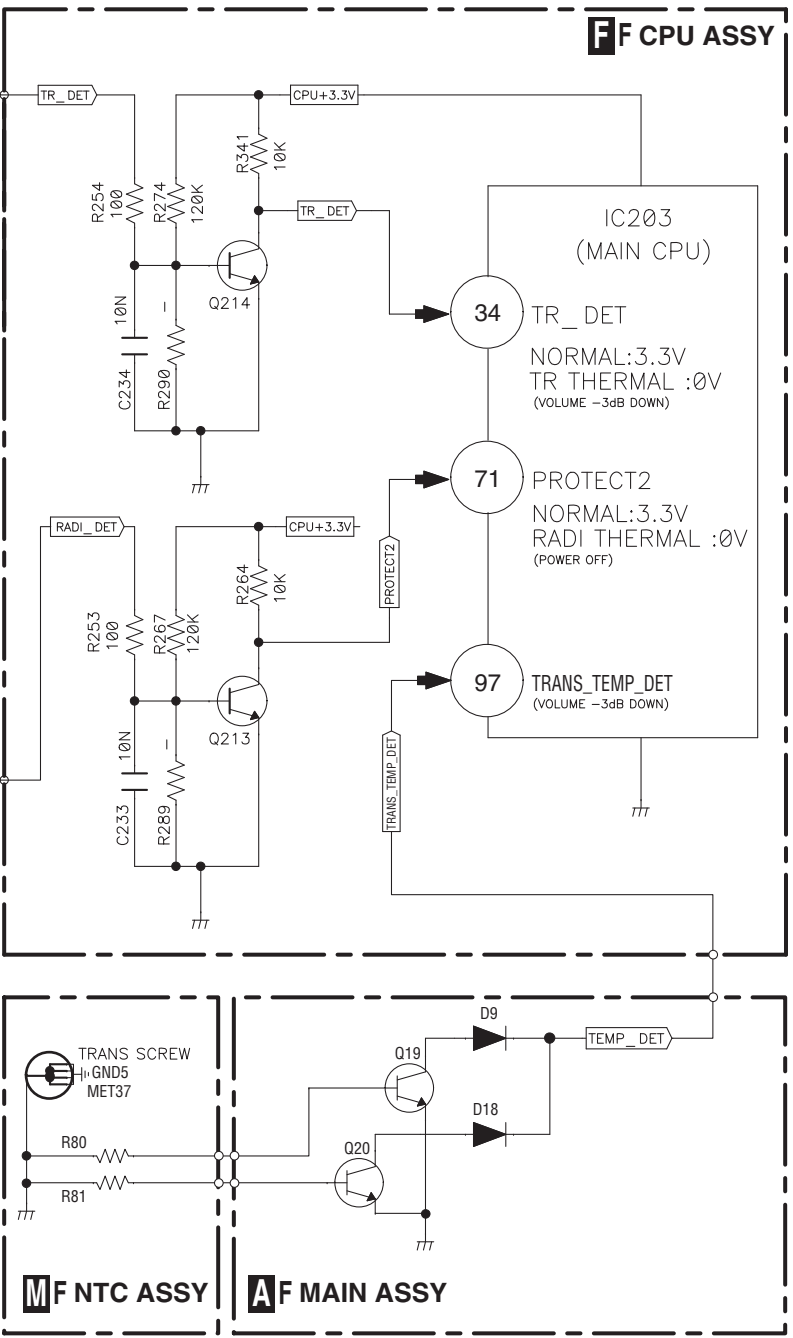 F F CPU ASSY
TR_DET
CPU+3.3V
R254
100
R274
120K
R341
10K
TR_DET
IC203
(MAIN CPU)
Q214
10N
–
C234
R290
34
TR_DET
NORMAL:3.3V
TR THERMAL :0V
(VOLUME –3dB DOWN)
71
PROTECT2
NORMAL:3.3V
RADI THERMAL :0V
(POWER OFF)
RADI_DET
CPU+3.3V
R253
100
R267
120K
R264
10K
PROTECT2
Q213
10N
–
C233
R289
97
TRANS_TEMP_DET
(VOLUME –3dB DOWN)
TRANS_TEMP_DET
TRANS SCREW
GND5
MET37
R80
R81
M F NTC ASSY
D9
Q19
TEMP_DET
D18
Q20
A F MAIN ASSY